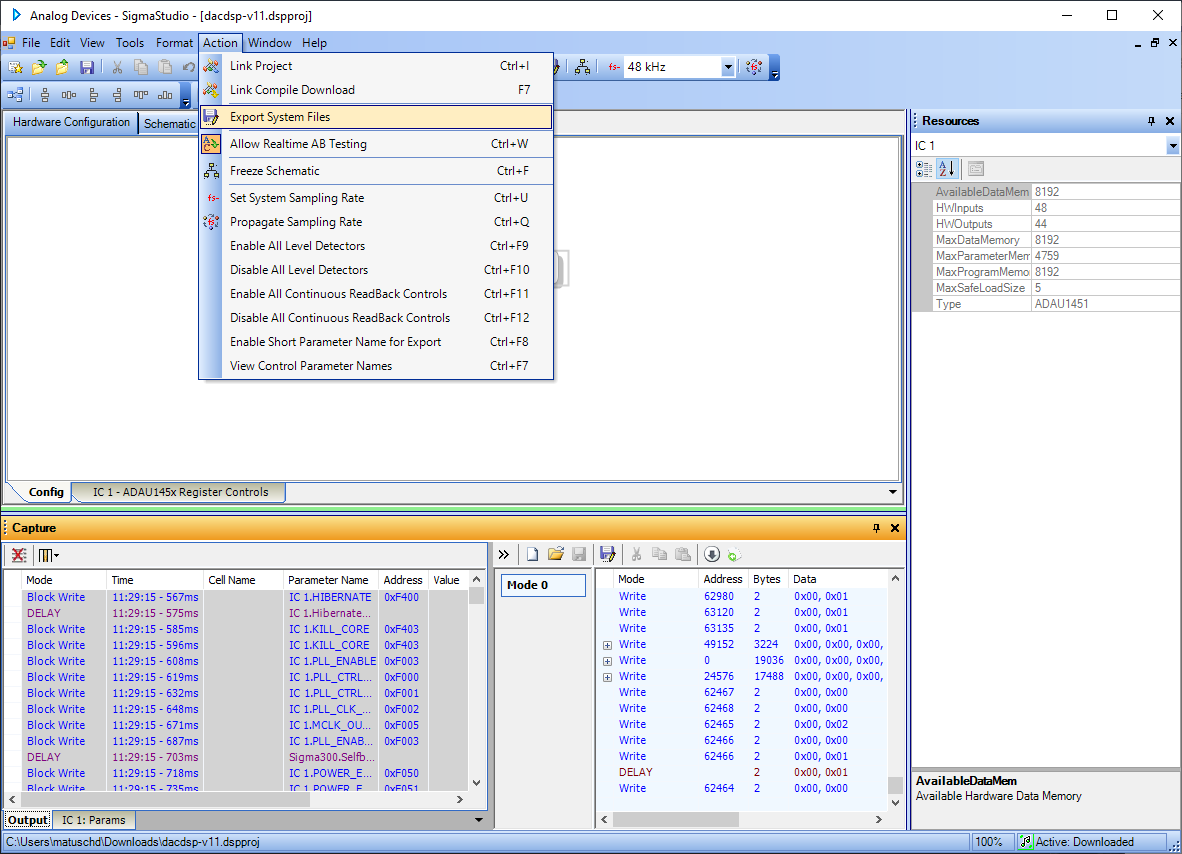 Analog Devices - SigmaStudio - [dacdsp-v11.dspproj]
File Edit View Tools Format Action Window Help
Link Project Ctrl+I
Link Compile Download F7
Export System Files
Allow Realtime AB Testing Ctrl+W
Freeze Schematic Ctrl+F
fs- Set System Sampling Rate Ctrl+U
Propagate Sampling Rate Ctrl+Q
Enable All Level Detectors Ctrl+F9
Disable All Level Detectors Ctrl+F10
Enable All Continuous ReadBack Controls Ctrl+F11
Disable All Continuous ReadBack Controls Ctrl+F12
Enable Short Parameter Name for Export Ctrl+F8
View Control Parameter Names Ctrl+F7
fs- 48 kHz
Hardware Configuration Schematic
Resources
IC 1
AvailableDataMem 8192
HWInputs 48
HWOutputs 44
MaxDataMemory 8192
MaxParameterMem 4759
MaxProgramMemo 8192
MaxSafeLoadSize 5
Type ADAU1451
Config IC 1 - ADAU145x Register Controls
Capture
Mode Time Cell Name Parameter Name Address Value
Block Write 11:29:15 - 567ms IC 1.HIBERNATE 0xF400
DELAY 11:29:15 - 575ms IC 1.Hibernate...
Block Write 11:29:15 - 585ms IC 1.KILL_CORE 0xF403
Block Write 11:29:15 - 596ms IC 1.KILL_CORE 0xF403
Block Write 11:29:15 - 608ms IC 1.PLL_ENABLE 0xF003
Block Write 11:29:15 - 619ms IC 1.PLL_CTRL... 0xF000
Block Write 11:29:15 - 632ms IC 1.PLL_CTRL... 0xF001
Block Write 11:29:15 - 648ms IC 1.PLL_CLK_... 0xF002
Block Write 11:29:15 - 671ms IC 1.MCLK_OU... 0xF005
Block Write 11:29:15 - 687ms IC 1.PLL_ENAB... 0xF003
DELAY 11:29:15 - 703ms Sigma300.Selfb...
Block Write 11:29:15 - 718ms IC 1.POWER_E... 0xF050
Block Write 11:29:15 - 735ms IC 1.POWER_E... 0xF051
Output IC 1: Params
Mode 0
Mode Address Bytes Data
Write 62980 2 0x00, 0x01
Write 63120 2 0x00, 0x01
Write 63135 2 0x00, 0x01
Write 49152 3224 0x00, 0x00, 0x00,
Write 0 19036 0x00, 0x00, 0x00,
Write 24576 17488 0x00, 0x00, 0x00,
Write 62467 2 0x00, 0x00
Write 62468 2 0x00, 0x00
Write 62465 2 0x00, 0x02
Write 62466 2 0x00, 0x00
Write 62466 2 0x00, 0x01
DELAY 2 0x00, 0x01
Write 62464 2 0x00, 0x00
AvailableDataMem
Available Hardware Data Memory
C:\Users\matuschd\Downloads\dacdsp-v11.dspproj 100% Active: Downloaded